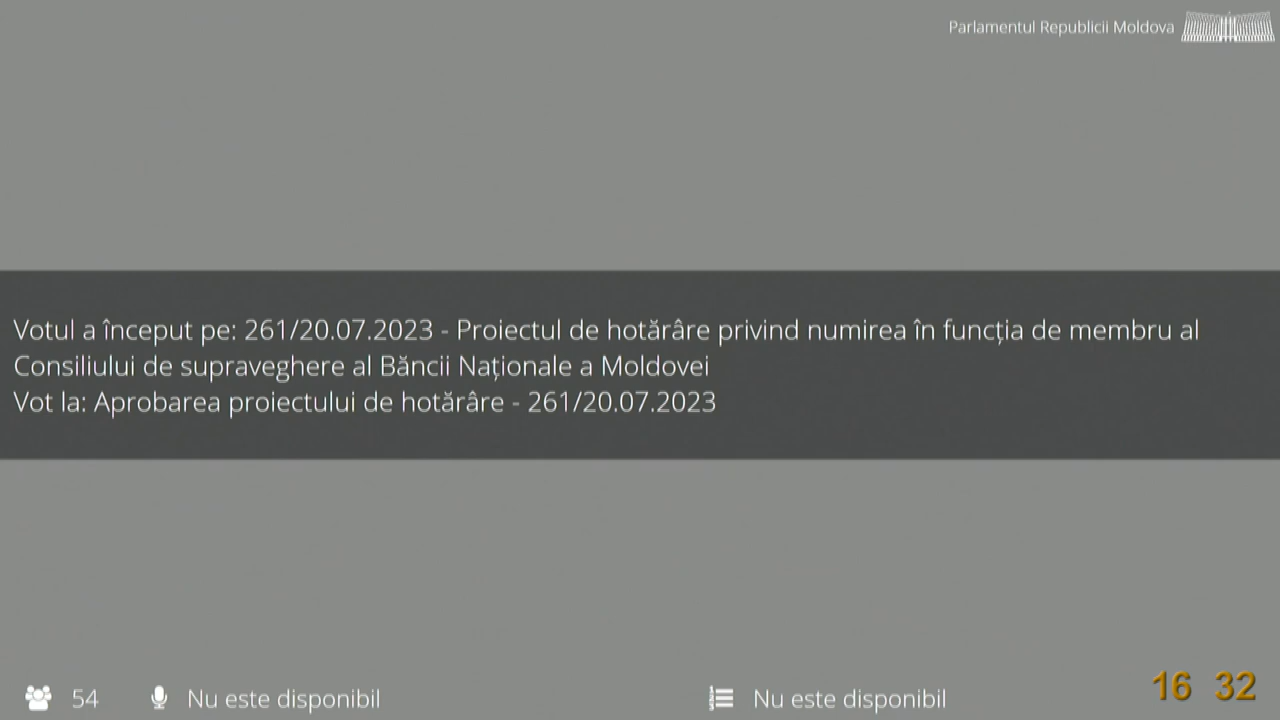 Parlamentul Republicii Moldova
Votul a început pe: 261/20.07.2023 - Proiectul de hotărâre privind numirea în funcția de membru al
Consiliului de supraveghere al Băncii Naționale a Moldovei
Vot la: Aprobarea proiectului de hotărâre - 261/20.07.2023
54 Nu este disponibil Nu este disponibil 16 32